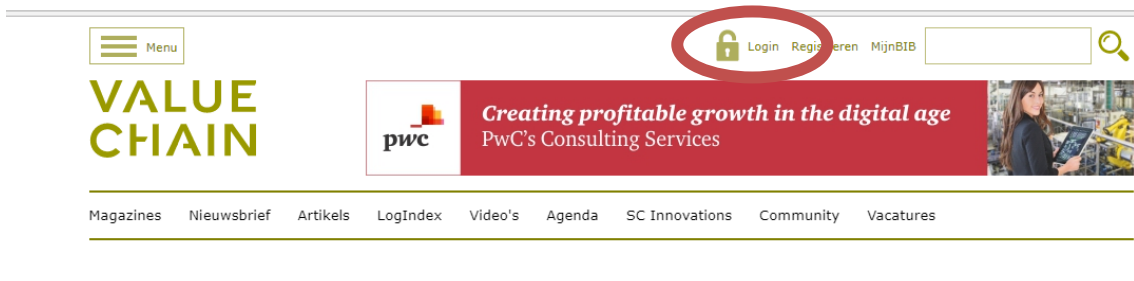 Menu
Login Registreren MijnBIB
VALUE
CHAIN
pwc
Creating profitable growth in the digital age
PwC's Consulting Services
Magazines Nieuwsbrief Artikels LogIndex Video's Agenda SC Innovations Community Vacatures